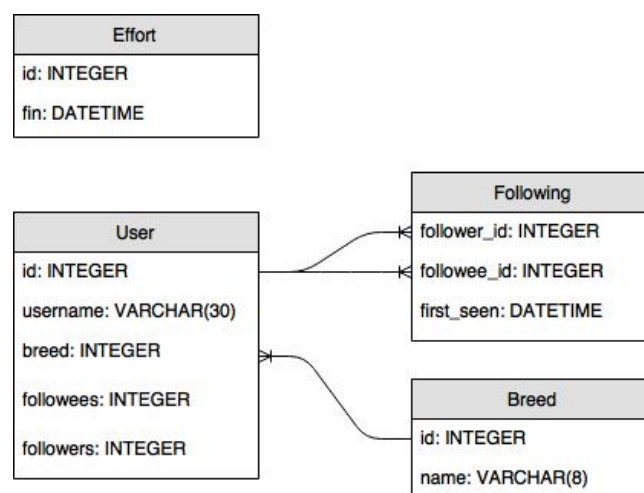 Effort
id: INTEGER
fin: DATETIME
Following
follower_id: INTEGER
followee_id: INTEGER
first_seen: DATETIME
User
id: INTEGER
username: VARCHAR(30)
breed: INTEGER
followees: INTEGER
followers: INTEGER
Breed
id: INTEGER
name: VARCHAR(8)